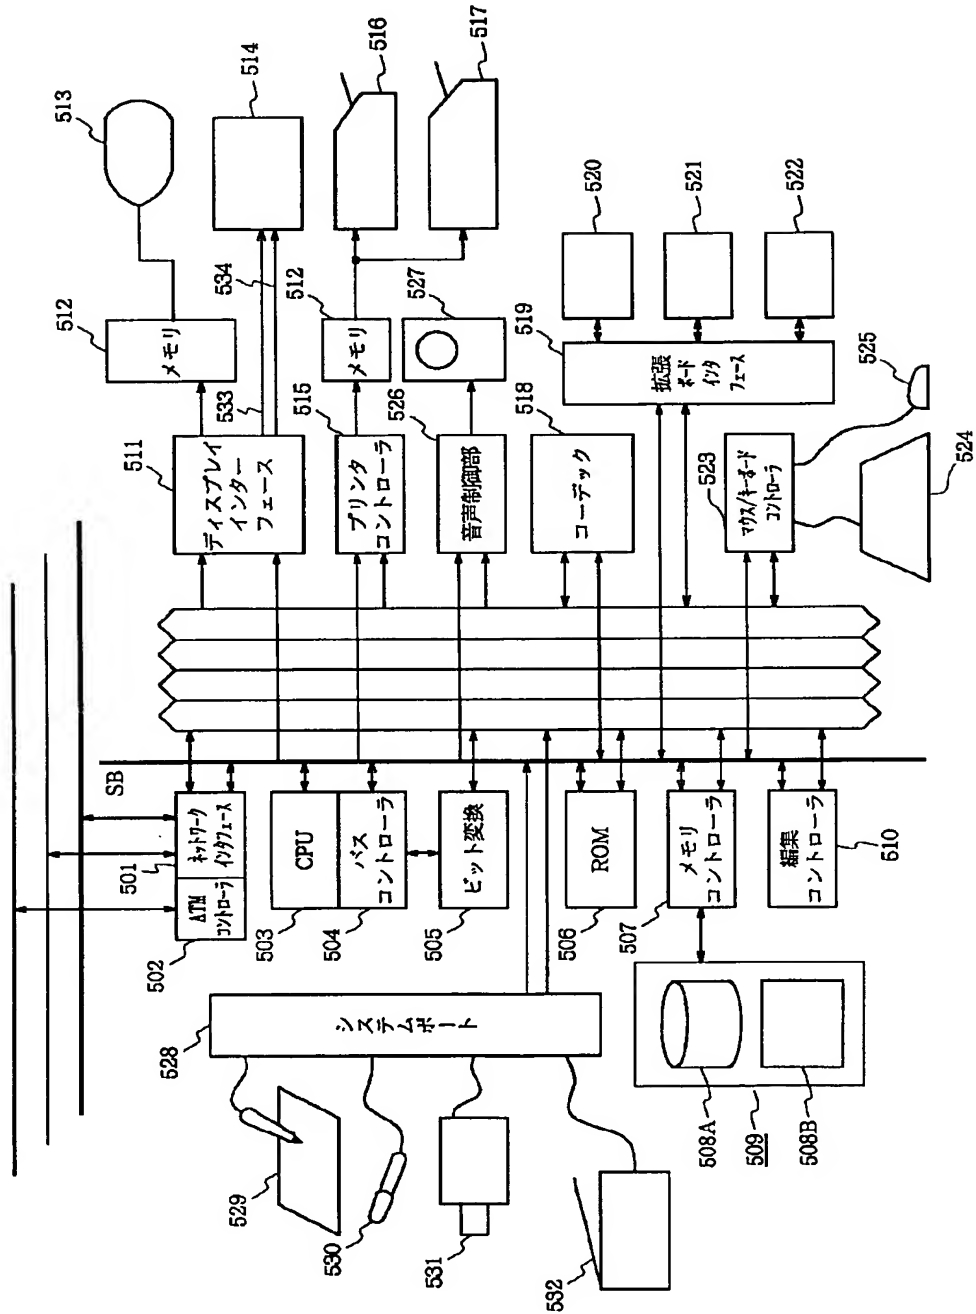 SB
ATM
コントローラ
ネットワーク
インタフェース
501
502
CPU
503
バス
コントローラ
504
ビット変換
505
ROM
506
メモリ
コントローラ
507
編集
コントローラ
510
508A
508B
509
システムポート
528
529
530
531
532
ディスプレイ
インター
フェース
511
メモリ
512
513
533
534
514
プリンタ
コントローラ
515
メモリ
512
516
517
音声制御部
526
527
コーデック
518
拡張
ボード
インタ
フェース
519
520
521
522
マウス/キーボード
コントローラ
523
524
525